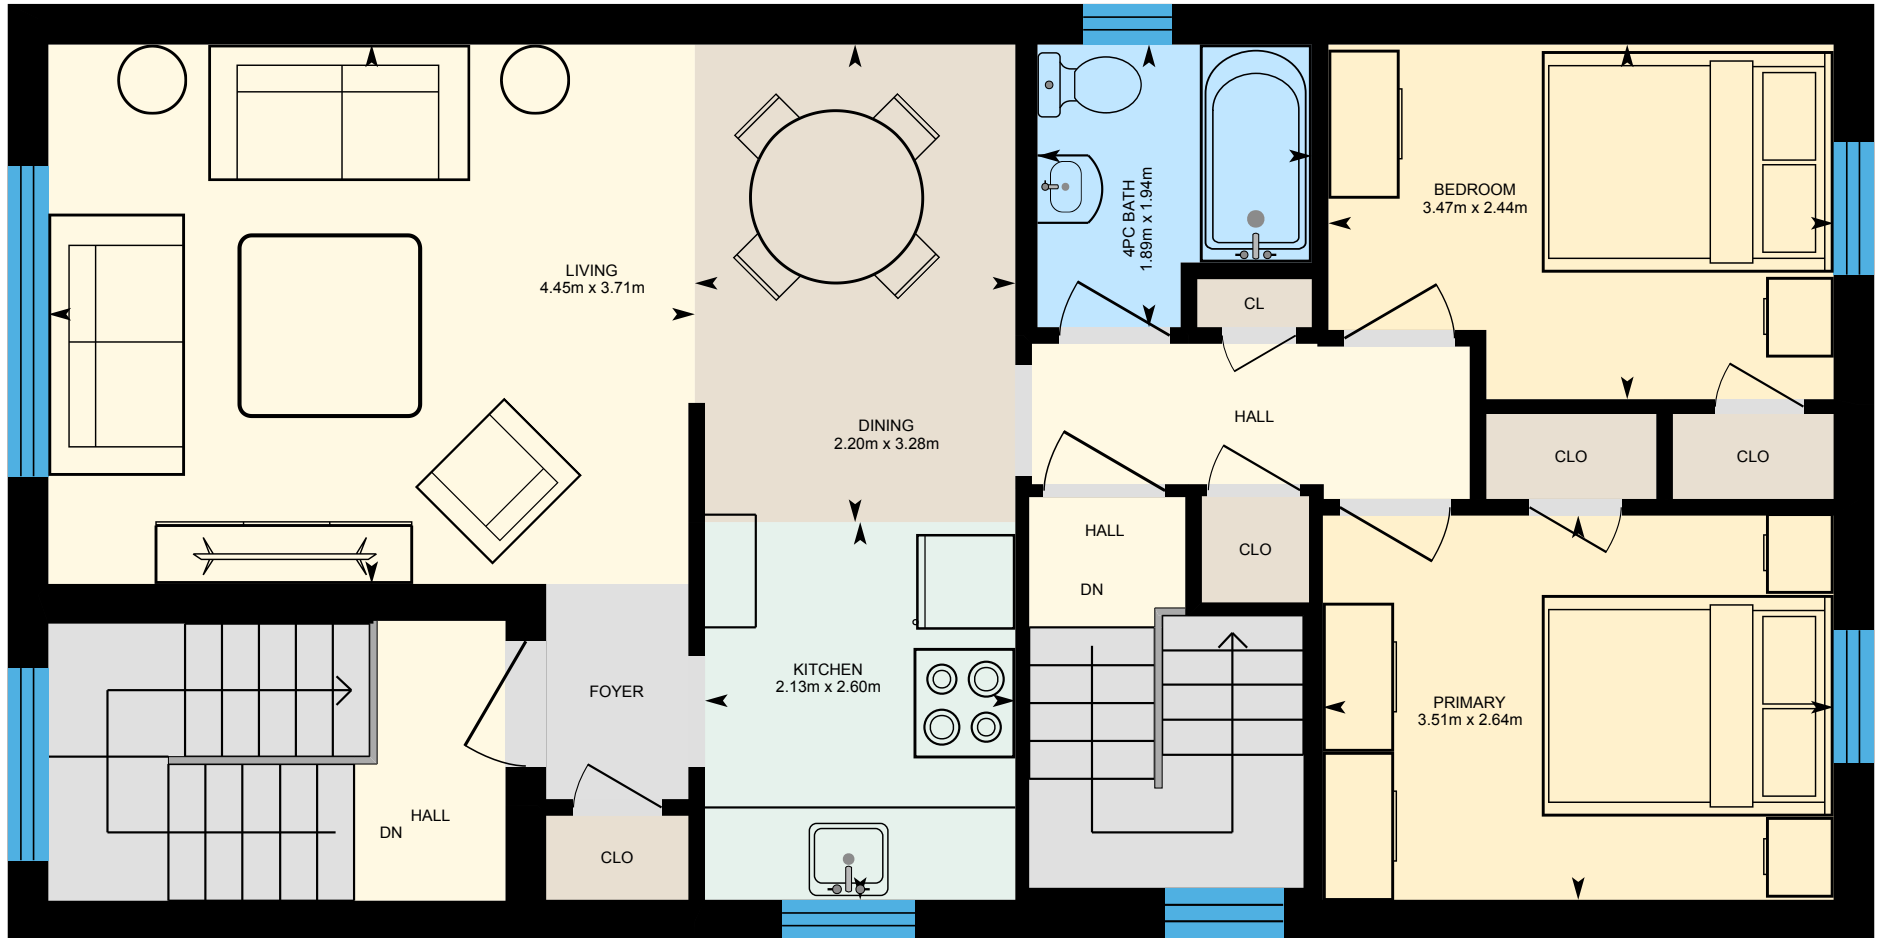 LIVING
4.45m x 3.71m
DINING
2.20m x 3.28m
4PC BATH
1.89m x 1.94m
CL
BEDROOM
3.47m x 2.44m
HALL
CLO
CLO
HALL
DN
CLO
FOYER
KITCHEN
2.13m x 2.60m
PRIMARY
3.51m x 2.64m
HALL
DN
CLO